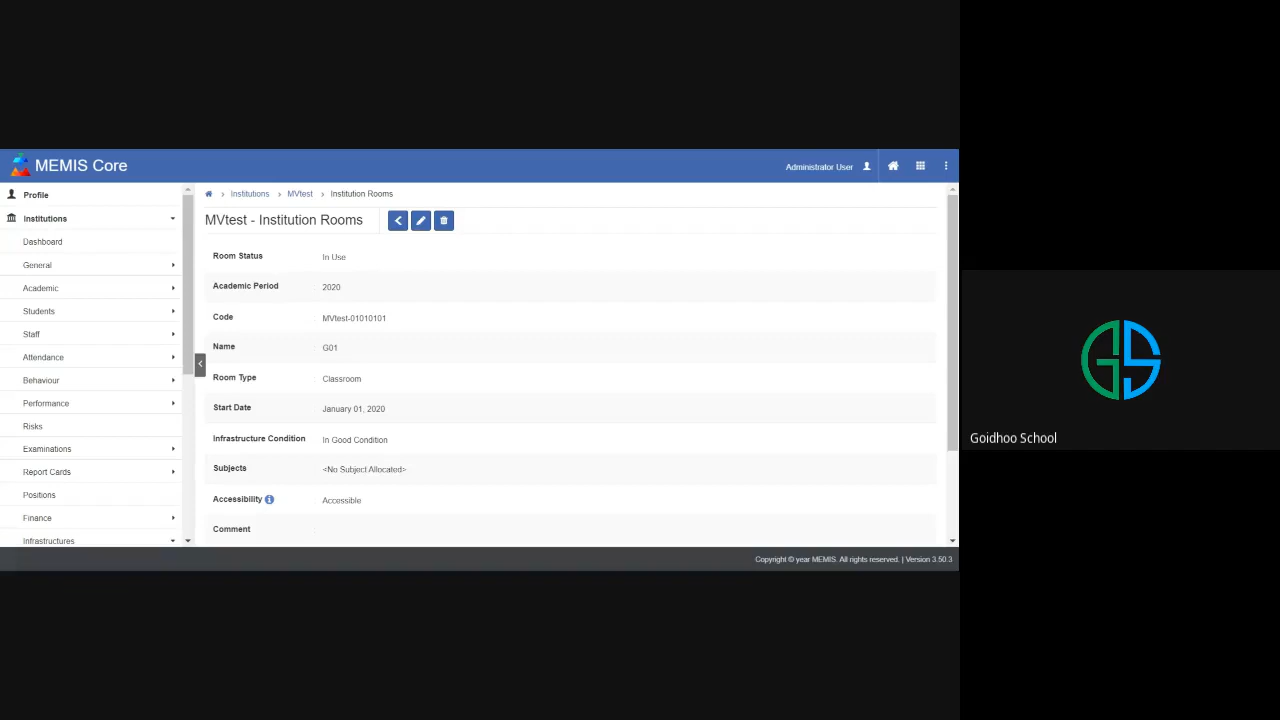 MEMIS Core
Administrator User
Profile
Institutions
Dashboard
General
Academic
Students
Staff
Attendance
Behaviour
Performance
Risks
Examinations
Report Cards
Positions
Finance
Infrastructures
Institutions > MVtest > Institution Rooms
MVtest - Institution Rooms
Room Status In Use
Academic Period 2020
Code MVtest-01010101
Name G01
Room Type Classroom
Start Date January 01, 2020
Infrastructure Condition In Good Condition
Subjects <No Subject Allocated>
Accessibility Accessible
Comment
Copyright © year MEMIS. All rights reserved. | Version 3.50.3
GS
Goidhoo School